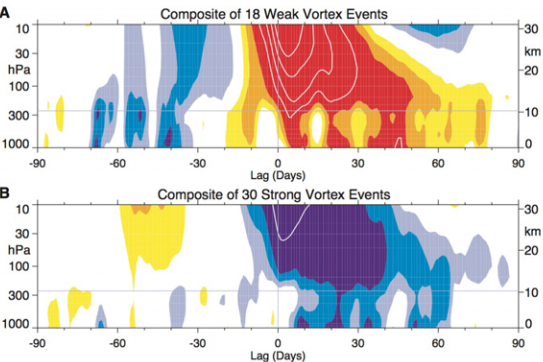 A
Composite of 18 Weak Vortex Events
10
30
hPa
100
300
1000
30
km
20
10
0
-90 -60 -30 0 30 60 90
Lag (Days)
B
Composite of 30 Strong Vortex Events
10
30
hPa
100
300
1000
30
km
20
10
0
-90 -60 -30 0 30 60 90
Lag (Days)